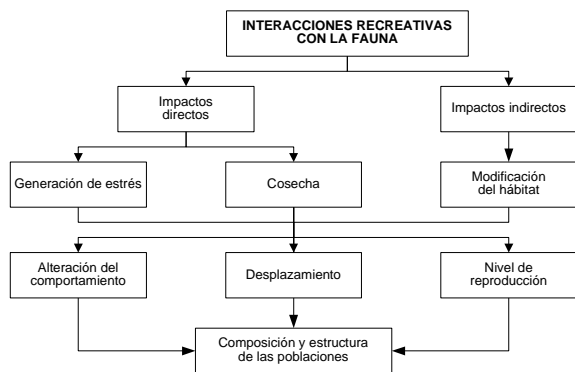 INTERACCIONES RECREATIVAS
CON LA FAUNA
Impactos
directos
Impactos indirectos
Generación de estrés
Cosecha
Modificación
del hábitat
Alteración del
comportamiento
Desplazamiento
Nivel de
reproducción
Composición y estructura
de las poblaciones